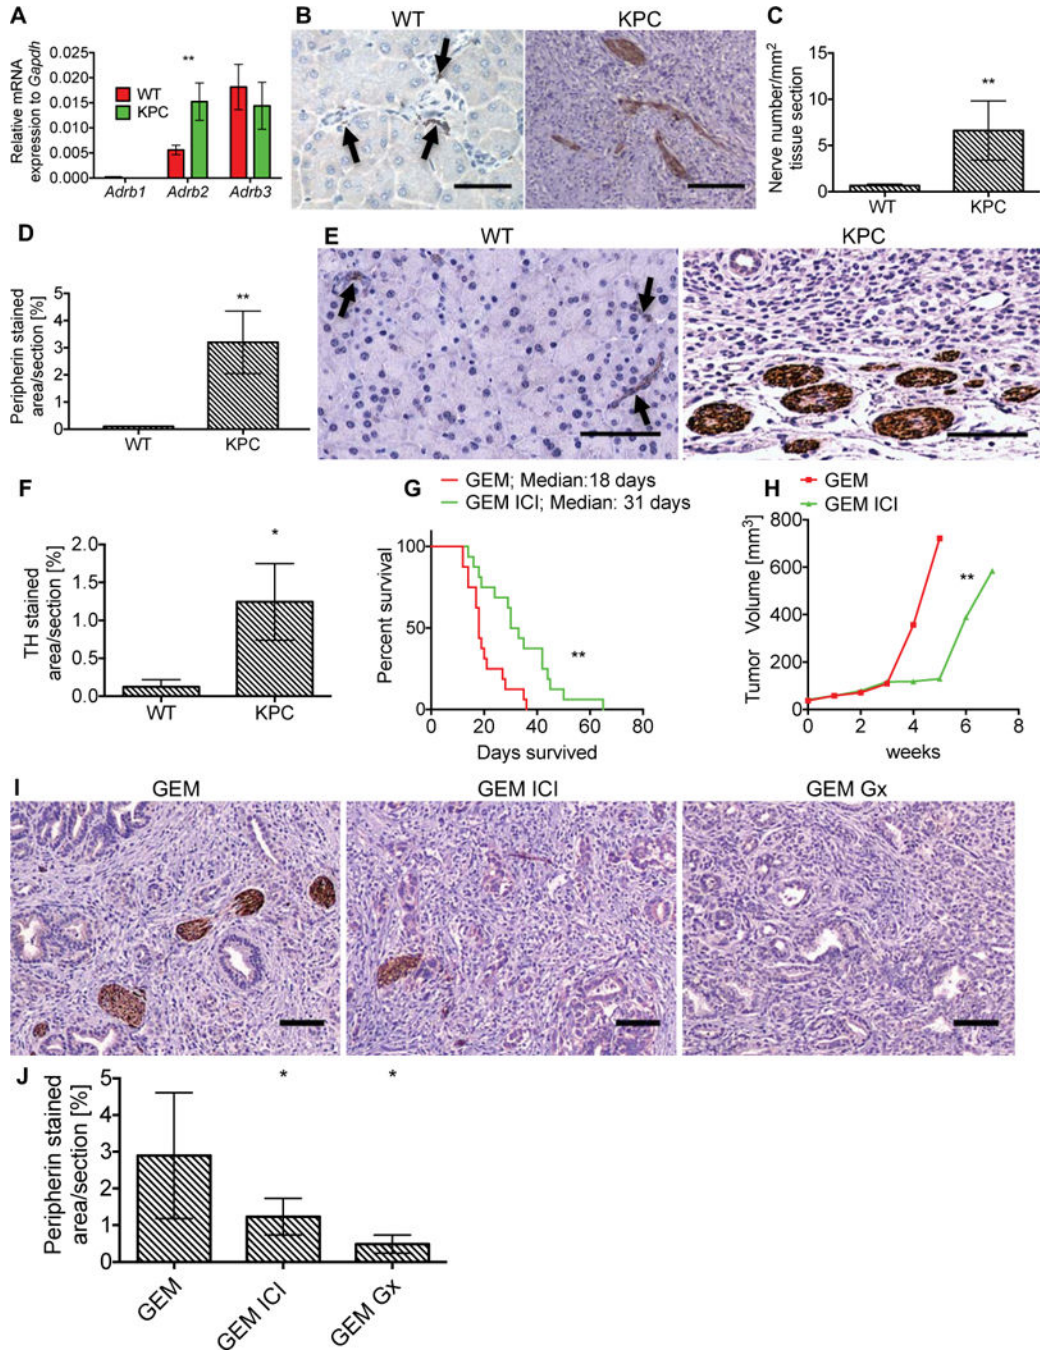 A
Relative mRNA
expression to Gapdh
0.025
0.020
0.015
0.010
0.005
0.000
**
WT
KPC
Adrb1 Adrb2 Adrb3
B
WT
KPC
C
Nerve number/mm2
tissue section
15
10
5
0
**
WT KPC
D
Peripherin stained
area/section [%]
5
4
3
2
1
0
**
WT KPC
E
WT
KPC
F
TH stained
area/section [%]
2.0
1.5
1.0
0.5
0.0
*
WT KPC
G
GEM; Median:18 days
GEM ICI; Median: 31 days
Percent survival
100
50
0
**
0 20 40 60 80
Days survived
H
GEM
GEM ICI
Tumor Volume [mm3]
800
600
400
200
0
**
0 2 4 6 8
weeks
I
GEM
GEM ICI
GEM Gx
J
Peripherin stained
area/section [%]
5
4
3
2
1
0
* *
GEM
GEM ICI
GEM Gx